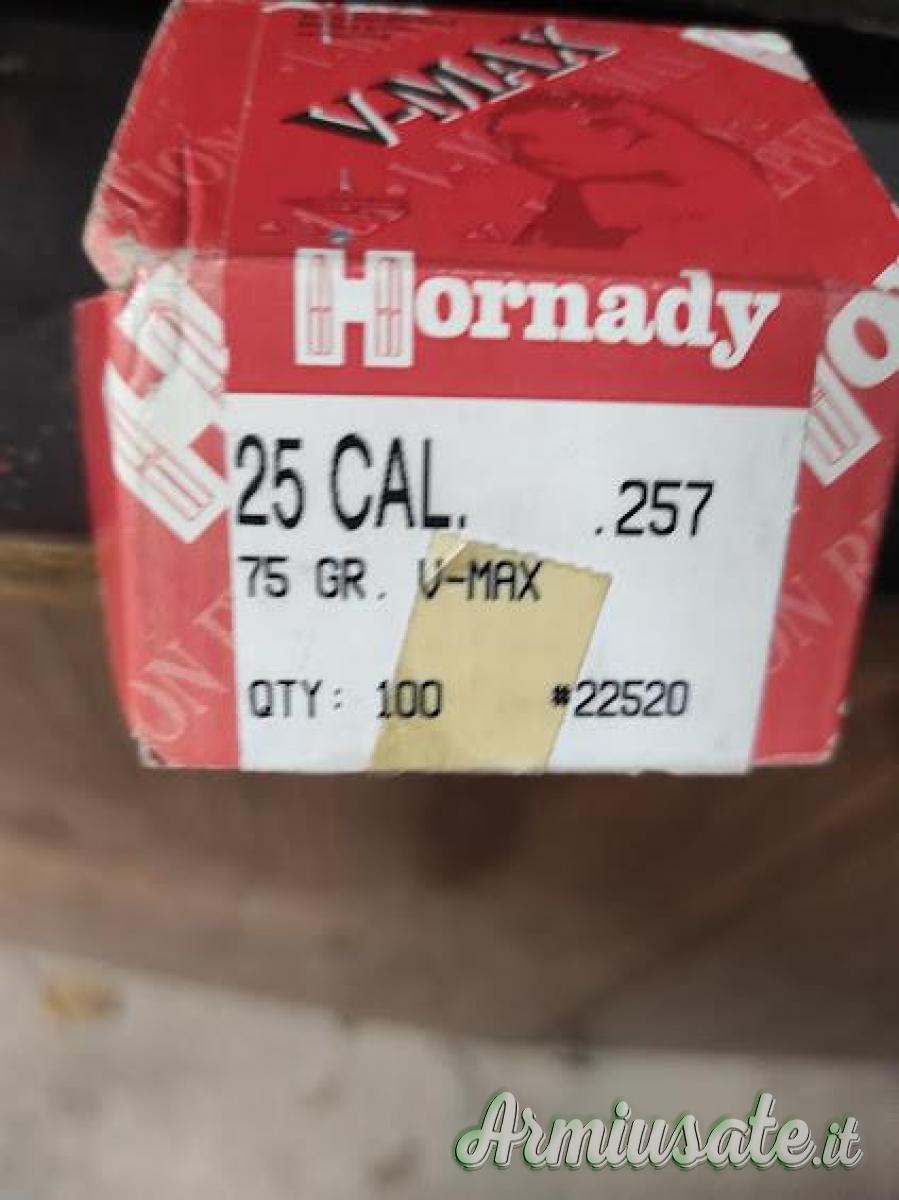 V-MAX
Hornady
25 CAL. .257
75 GR. V-MAX
QTY: 100 #22520
Armiusate.it